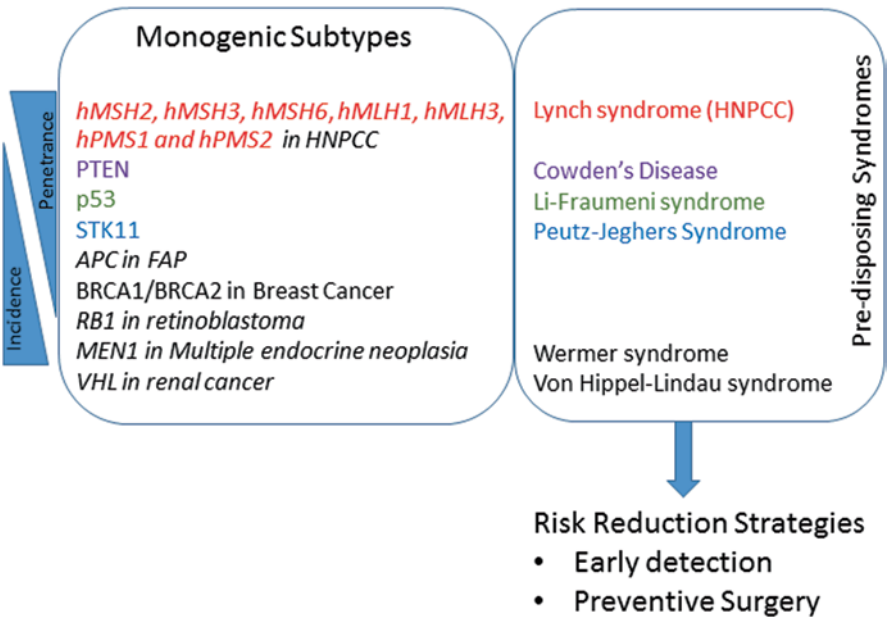 Monogenic Subtypes
Penetrance
Incidence
hMSH2, hMSH3, hMSH6, hMLH1, hMLH3,
hPMS1 and hPMS2 in HNPCC
PTEN
p53
STK11
APC in FAP
BRCA1/BRCA2 in Breast Cancer
RB1 in retinoblastoma
MEN1 in Multiple endocrine neoplasia
VHL in renal cancer
Lynch syndrome (HNPCC)
Cowden's Disease
Li-Fraumeni syndrome
Peutz-Jeghers Syndrome
Wermer syndrome
Von Hippel-Lindau syndrome
Pre-disposing Syndromes
Risk Reduction Strategies
• Early detection
• Preventive Surgery